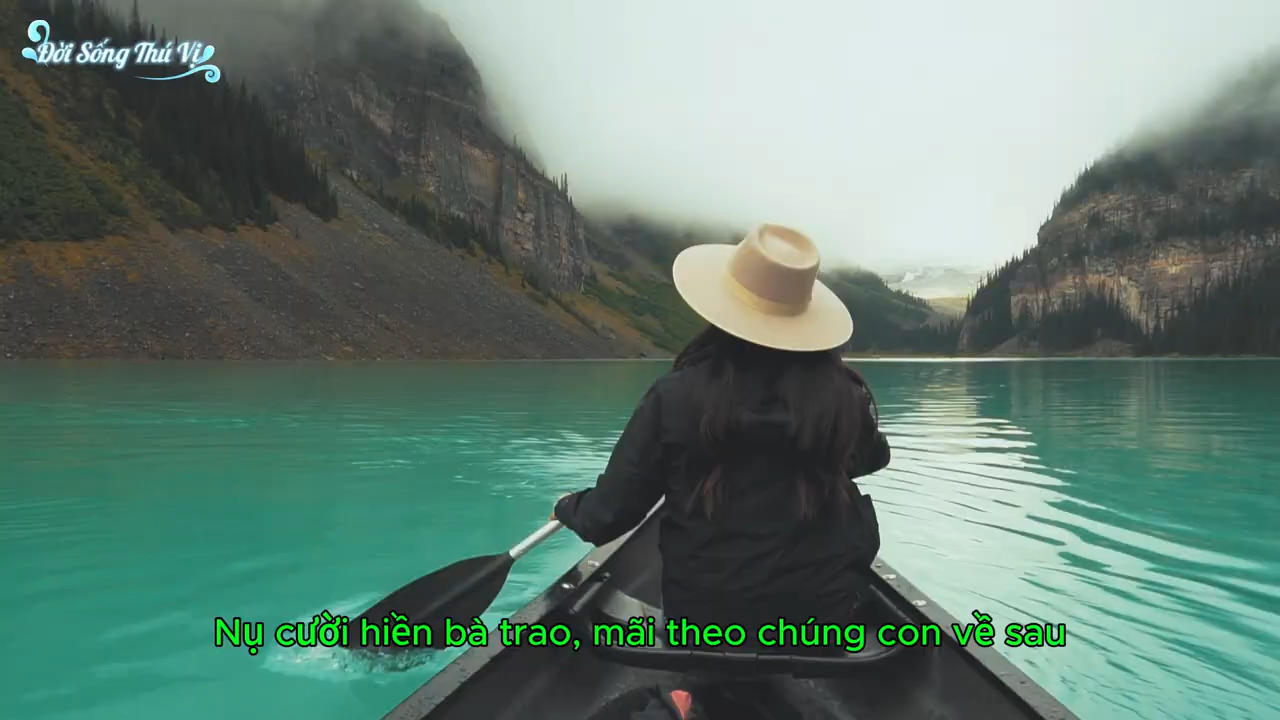 Đời Sống Thú Vị
Nụ cười hiền bà trao, mãi theo chúng con về sau